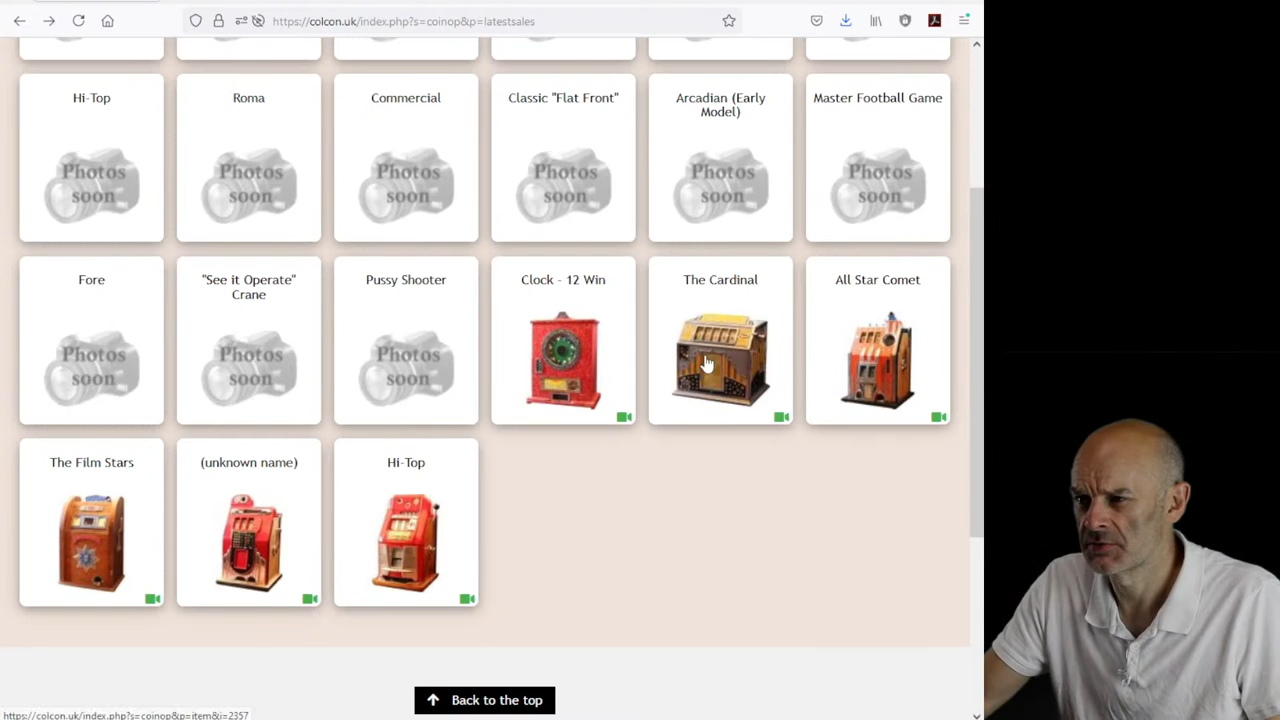 https://colcon.uk/index.php?s=coinop&p=latestsales
Hi-Top
Photos
soon
Roma
Photos
soon
Commercial
Photos
soon
Classic "Flat Front"
Photos
soon
Arcadian (Early
Model)
Photos
soon
Master Football Game
Photos
soon
Fore
Photos
soon
"See it Operate"
Crane
Photos
soon
Pussy Shooter
Photos
soon
Clock - 12 Win
The Cardinal
All Star Comet
The Film Stars
(unknown name)
Hi-Top
Back to the top
https://colcon.uk/index.php?s=coinop&p=item&i=2357